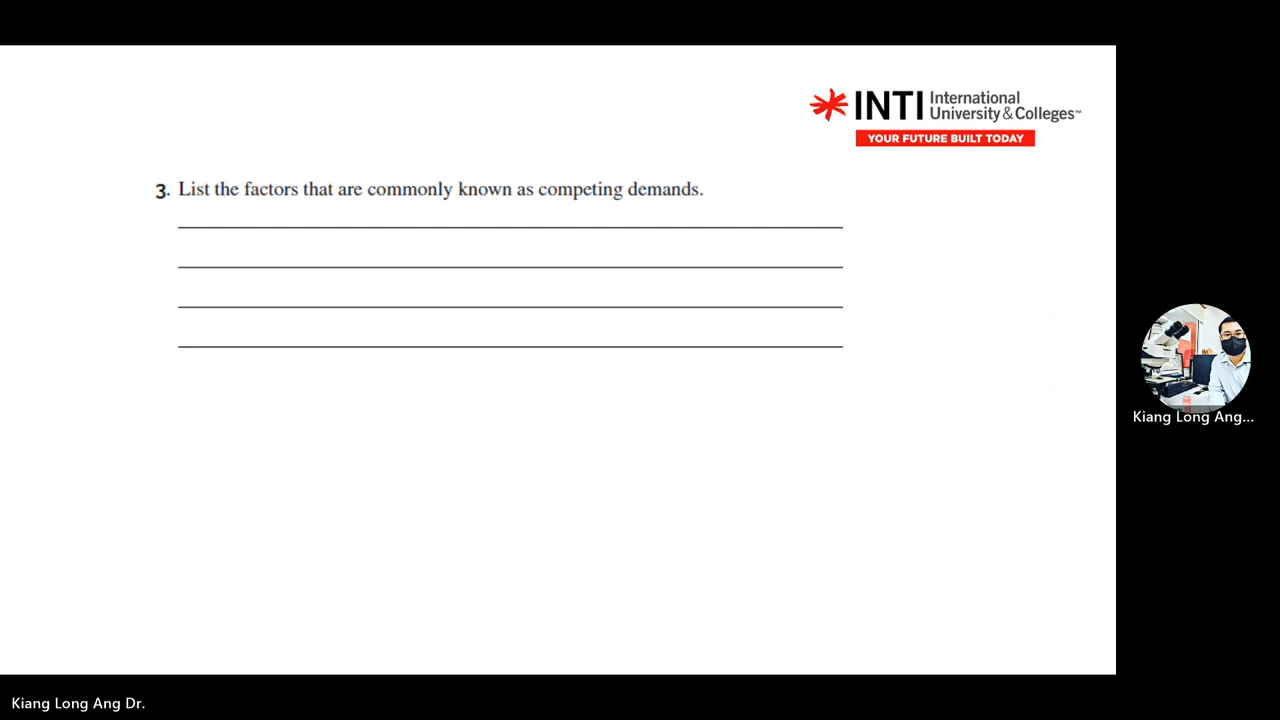 INTI International
University & Colleges™
YOUR FUTURE BUILT TODAY
3. List the factors that are commonly known as competing demands.
Kiang Long Ang...
Kiang Long Ang Dr.